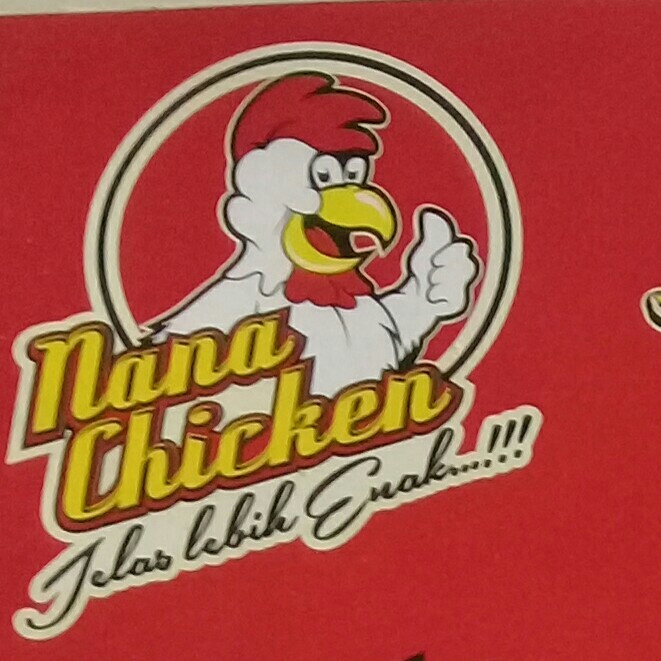 Nana
Chicken
Jelas lebih Enak....!!!